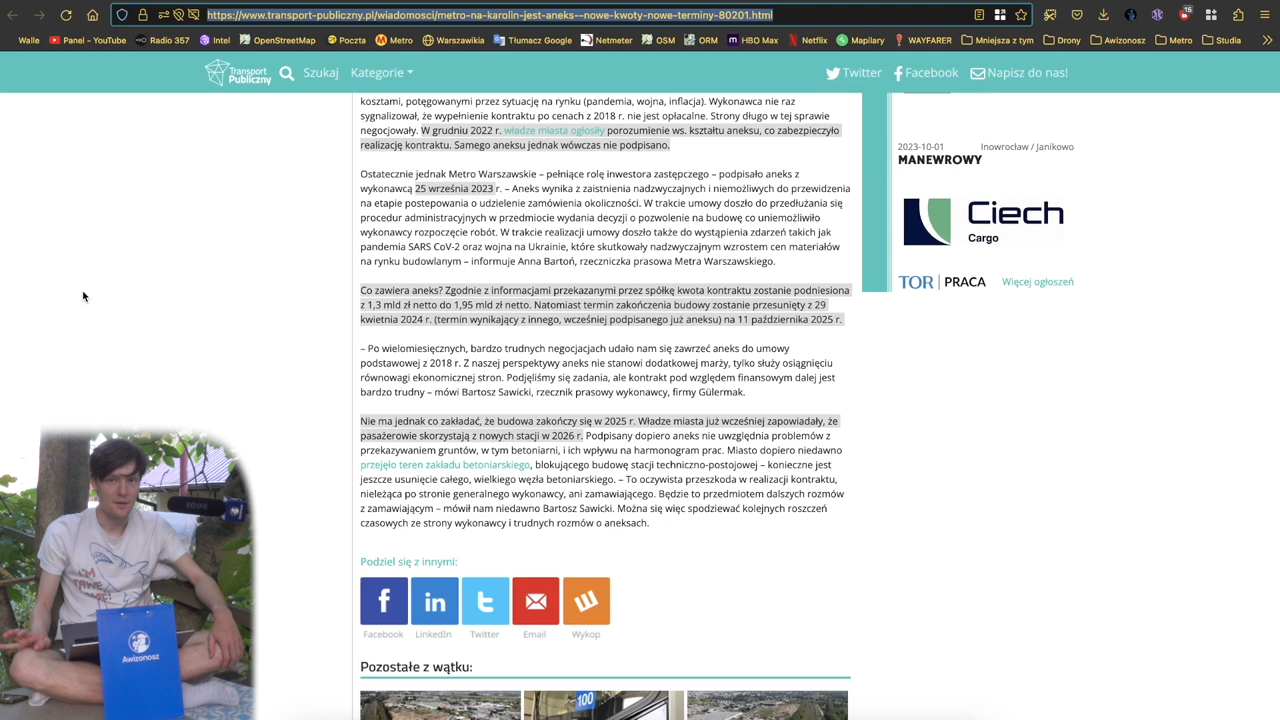 https://www.transport-publiczny.pl/wiadomosci/metro-na-karolin-jest-aneks--nowe-kwoty-nowe-terminy-80201.html
15
Walle Panel - YouTube Radio 357 Intel OpenStreetMap Poczta Metro Warszawikia Tłumacz Google Netmeter OSM ORM HBO Max Netflix Mapilary WAYFARER Mniejsza z tym Drony Awizonosz Metro Studia
Transport Publiczny Szukaj Kategorie Twitter Facebook Napisz do nas!
kosztami, potęgowanymi przez sytuację na rynku (pandemia, wojna, inflacja). Wykonawca nie raz
sygnalizował, że wypełnienie kontraktu po cenach z 2018 r. nie jest opłacalne. Strony długo w tej sprawie
negocjowały. W grudniu 2022 r. władze miasta ogłosiły porozumienie ws. kształtu aneksu, co zabezpieczyło
realizację kontraktu. Samego aneksu jednak wówczas nie podpisano.
Ostatecznie jednak Metro Warszawskie – pełniące rolę inwestora zastępczego – podpisało aneks z
wykonawcą 25 września 2023 r. – Aneks wynika z zaistnienia nadzwyczajnych i niemożliwych do przewidzenia
na etapie postepowania o udzielenie zamówienia okoliczności. W trakcie umowy doszło do przedłużania się
procedur administracyjnych w przedmiocie wydania decyzji o pozwolenie na budowę co uniemożliwiło
wykonawcy rozpoczęcie robót. W trakcie realizacji umowy doszło także do wystąpienia zdarzeń takich jak
pandemia SARS CoV-2 oraz wojna na Ukrainie, które skutkowały nadzwyczajnym wzrostem cen materiałów
na rynku budowlanym – informuje Anna Bartoń, rzeczniczka prasowa Metra Warszawskiego.
Co zawiera aneks? Zgodnie z informacjami przekazanymi przez spółkę kwota kontraktu zostanie podniesiona
z 1,3 mld zł netto do 1,95 mld zł netto. Natomiast termin zakończenia budowy zostanie przesunięty z 29
kwietnia 2024 r. (termin wynikający z innego, wcześniej podpisanego już aneksu) na 11 października 2025 r.
– Po wielomiesięcznych, bardzo trudnych negocjacjach udało nam się zawrzeć aneks do umowy
podstawowej z 2018 r. Z naszej perspektywy aneks nie stanowi dodatkowej marży, tylko służy osiągnięciu
równowagi ekonomicznej stron. Podjęliśmy się zadania, ale kontrakt pod względem finansowym dalej jest
bardzo trudny – mówi Bartosz Sawicki, rzecznik prasowy wykonawcy, firmy Gülermak.
Nie ma jednak co zakładać, że budowa zakończy się w 2025 r. Władze miasta już wcześniej zapowiadały, że
pasażerowie skorzystają z nowych stacji w 2026 r. Podpisany dopiero aneks nie uwzględnia problemów z
przekazywaniem gruntów, w tym betoniarni, i ich wpływu na harmonogram prac. Miasto dopiero niedawno
przejęło teren zakładu betoniarskiego, blokującego budowę stacji techniczno-postojowej – konieczne jest
jeszcze usunięcie całego, wielkiego węzła betoniarskiego. – To oczywista przeszkoda w realizacji kontraktu,
nieleżąca po stronie generalnego wykonawcy, ani zamawiającego. Będzie to przedmiotem dalszych rozmów
z zamawiającym – mówił nam niedawno Bartosz Sawicki. Można się więc spodziewać kolejnych roszczeń
czasowych ze strony wykonawcy i trudnych rozmów o aneksach.
Podziel się z innymi:
Facebook LinkedIn Twitter Email Wykop
Pozostałe z wątku:
100
2023-10-01 Inowrocław / Janikowo
MANEWROWY
Ciech
Cargo
TOR PRACA Więcej ogłoszeń
I'M
Awizonosz